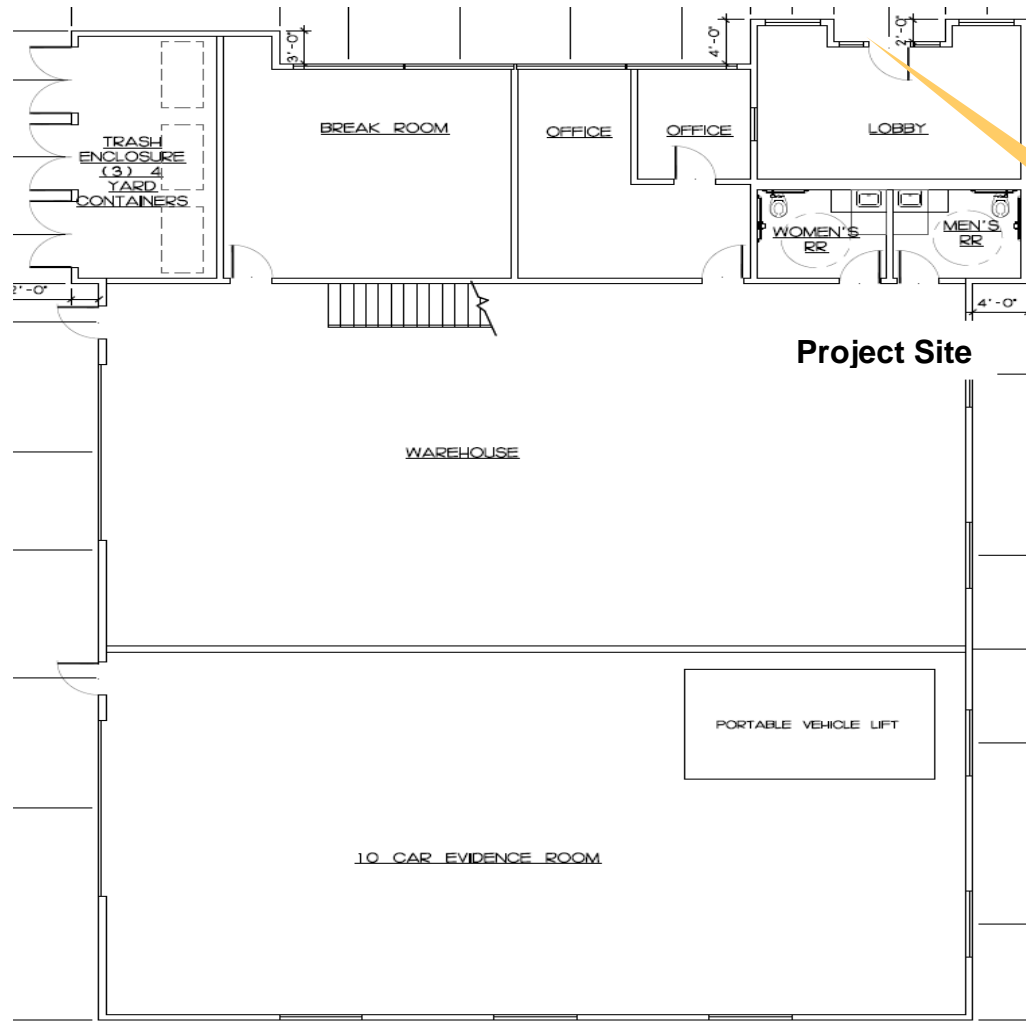 3'-0"
4'-0"
2'-0"
BREAK ROOM
OFFICE
OFFICE
LOBBY
TRASH
ENCLOSURE
(3) 4
YARD
CONTAINERS
WOMEN'S
RR
MEN'S
RR
2'-0"
4'-0"
Project Site
WAREHOUSE
PORTABLE VEHICLE LIFT
10 CAR EVIDENCE ROOM